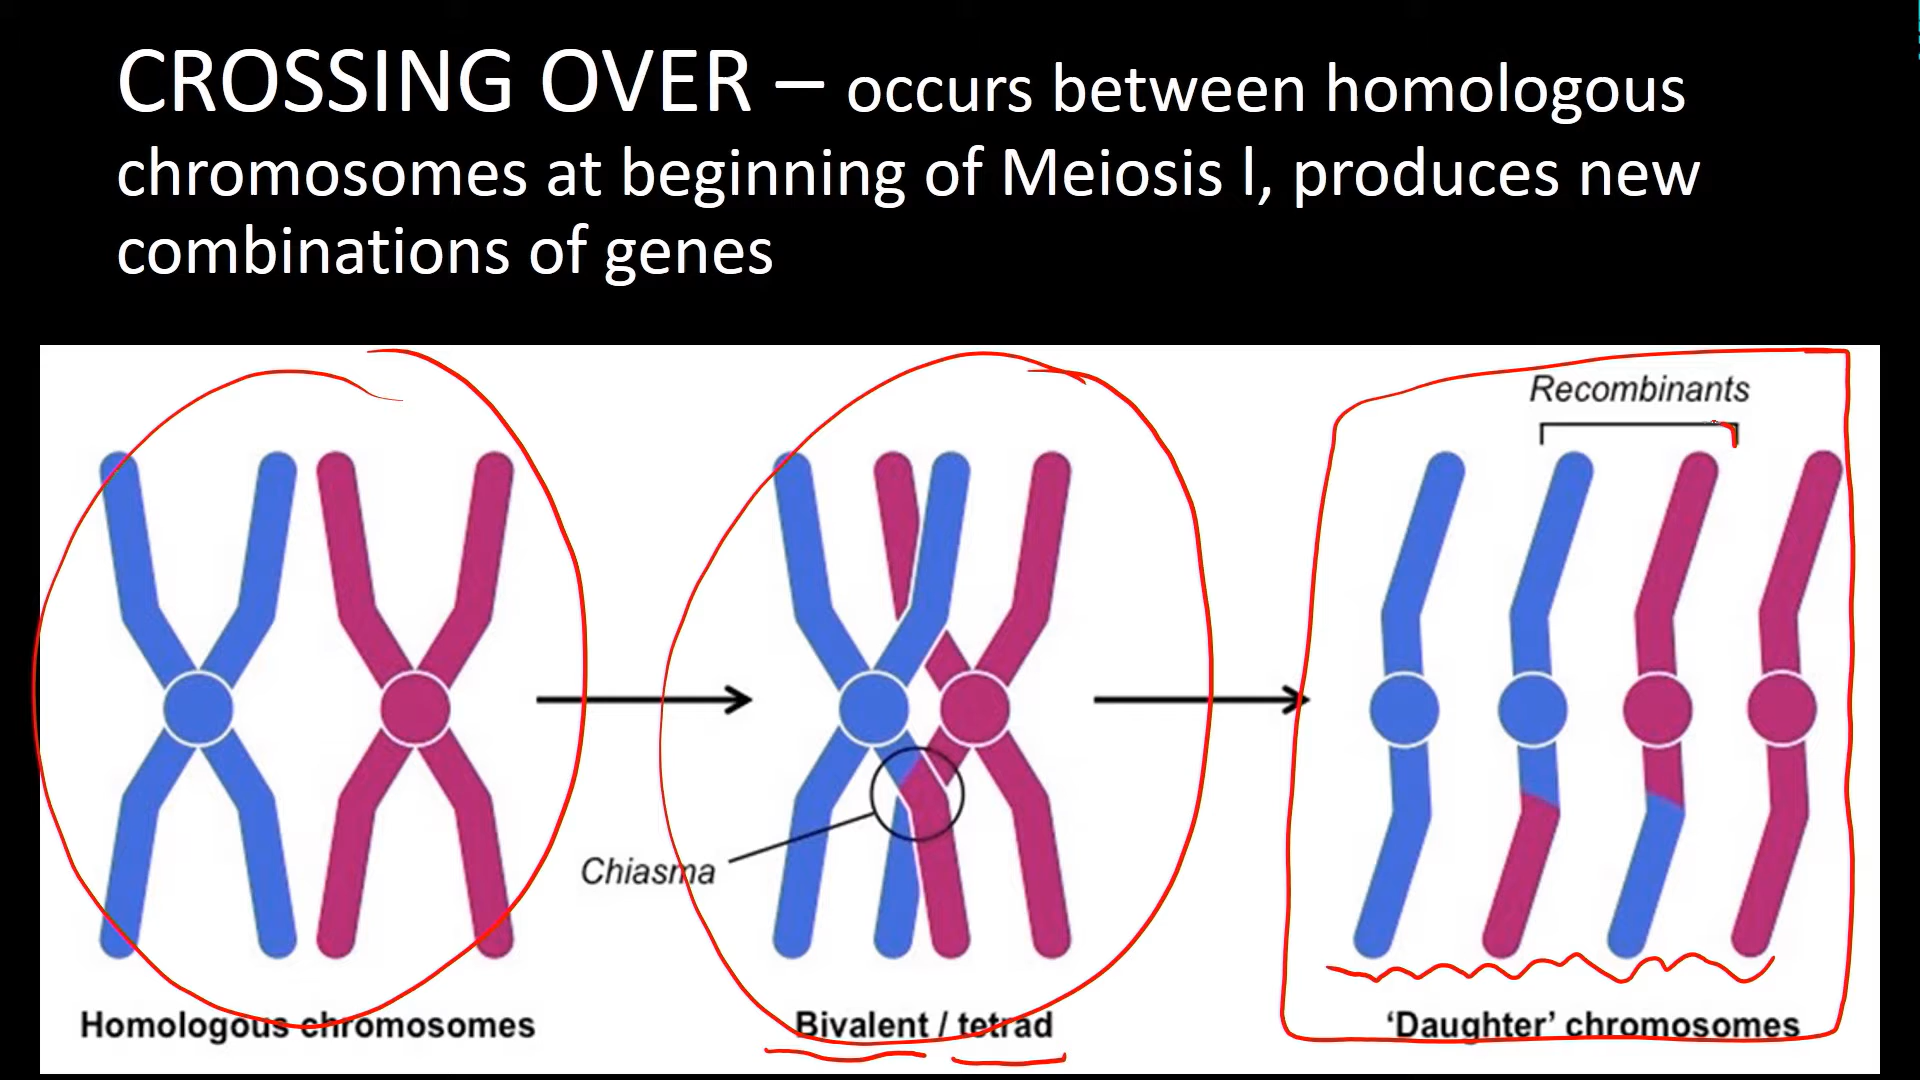 CROSSING OVER – occurs between homologous
chromosomes at beginning of Meiosis l, produces new
combinations of genes
Recombinants
Chiasma
Homologous chromosomes
Bivalent / tetrad
‘Daughter’ chromosomes